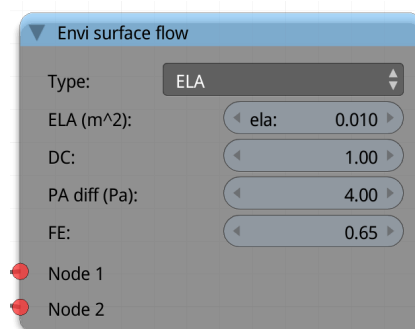 Envi surface flow
Type: ELA
ELA (m^2): ela: 0.010
DC: 1.00
PA diff (Pa): 4.00
FE: 0.65
Node 1
Node 2